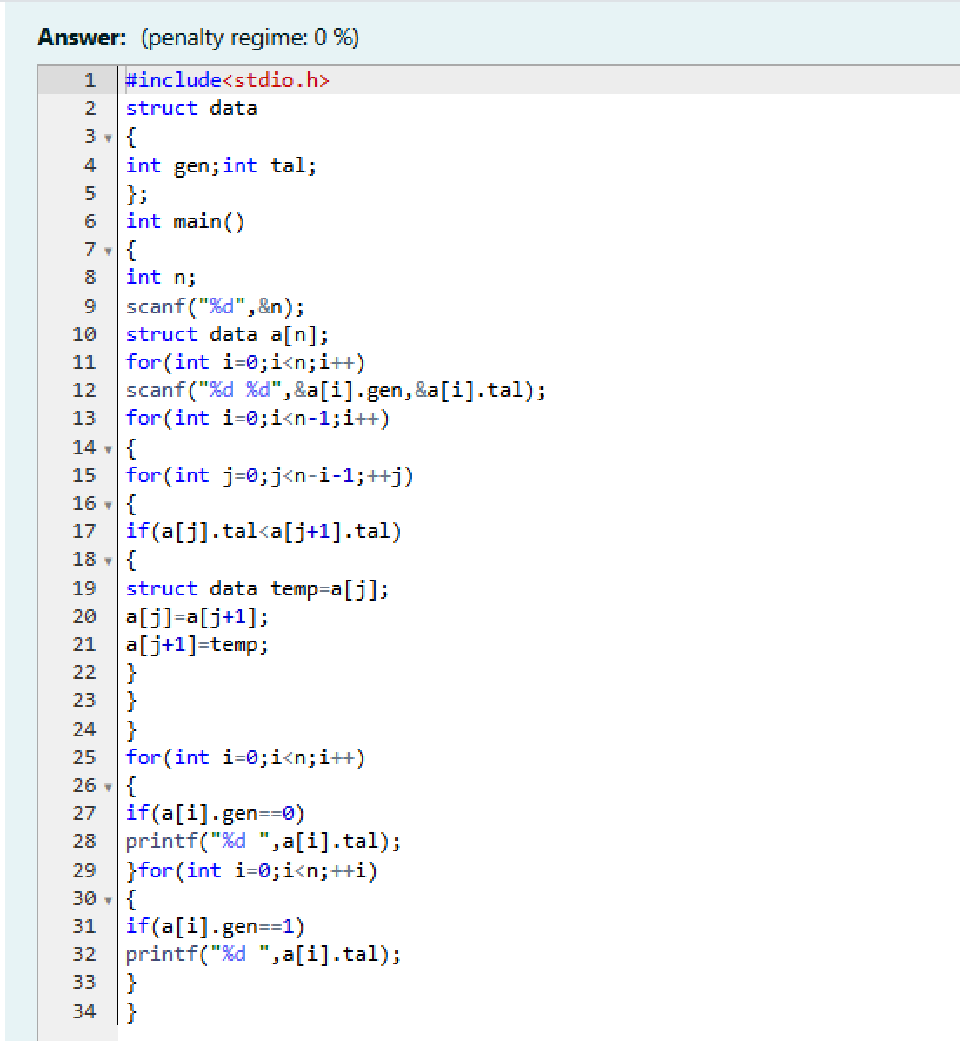 Answer: (penalty regime: 0 %)
1 #include<stdio.h>
2 struct data
3 {
4 int gen;int tal;
5 };
6 int main()
7 {
8 int n;
9 scanf("%d",&n);
10 struct data a[n];
11 for(int i=0;i<n;i++)
12 scanf("%d %d",&a[i].gen,&a[i].tal);
13 for(int i=0;i<n-1;i++)
14 {
15 for(int j=0;j<n-i-1;++j)
16 {
17 if(a[j].tal<a[j+1].tal)
18 {
19 struct data temp=a[j];
20 a[j]=a[j+1];
21 a[j+1]=temp;
22 }
23 }
24 }
25 for(int i=0;i<n;i++)
26 {
27 if(a[i].gen==0)
28 printf("%d ",a[i].tal);
29 }for(int i=0;i<n;++i)
30 {
31 if(a[i].gen==1)
32 printf("%d ",a[i].tal);
33 }
34 }